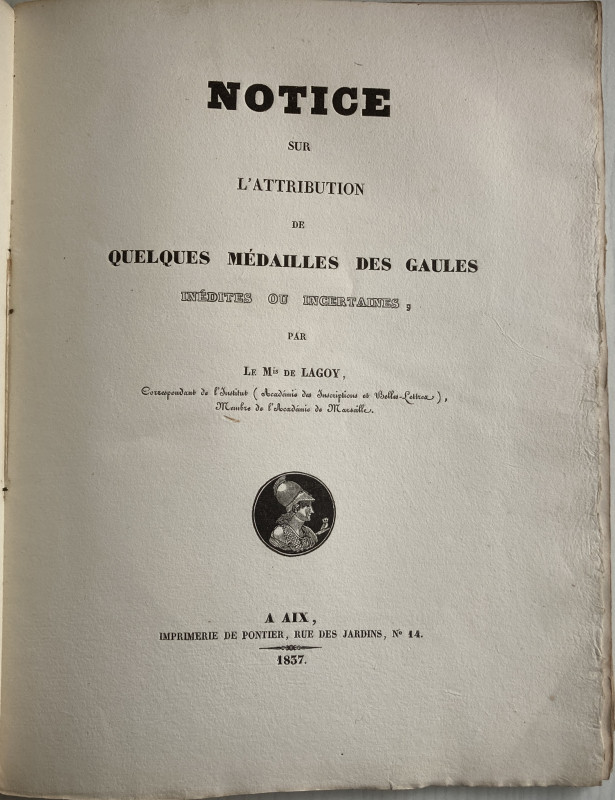 NOTICE
SUR
L'ATTRIBUTION
DE
QUELQUES MÉDAILLES DES GAULES
INÉDITES OU INCERTAINES,
PAR
LE Mis DE LAGOY,
Correspondant de l'Institut (Académie des Inscriptions et Belles-Lettres),
Membre de l'Académie de Marseille.
A AIX,
IMPRIMERIE DE PONTIER, RUE DES JARDINS, No 14.
1837.